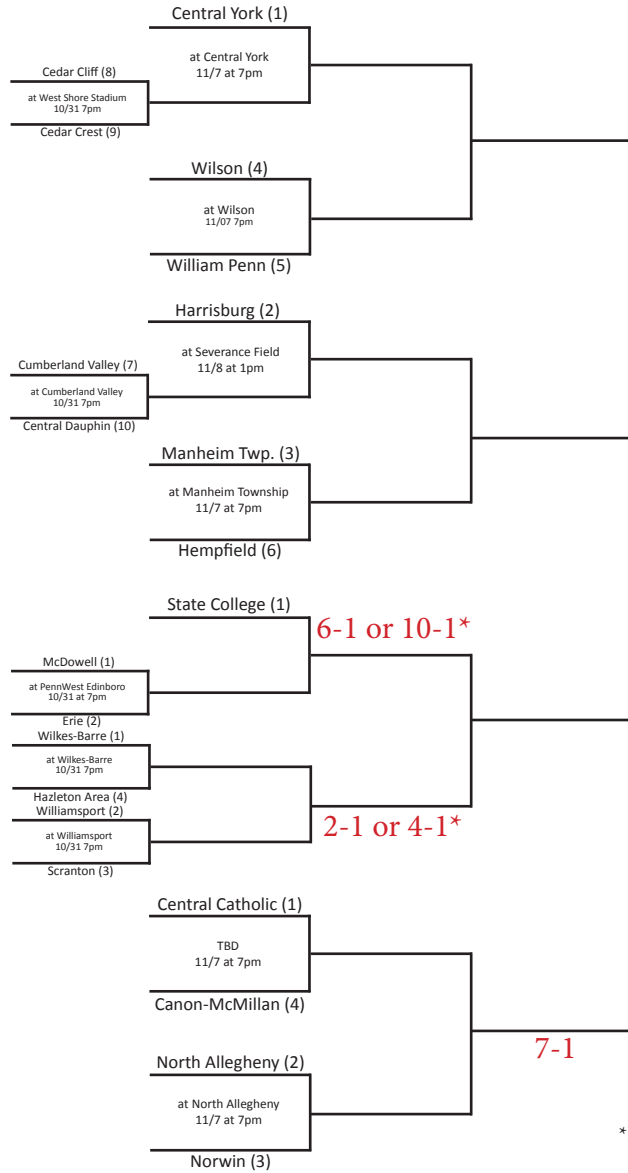 Central York (1)
at Central York
11/7 at 7pm
Cedar Cliff (8)
at West Shore Stadium
10/31 7pm
Cedar Crest (9)
Wilson (4)
at Wilson
11/07 7pm
William Penn (5)
Harrisburg (2)
at Severance Field
11/8 at 1pm
Cumberland Valley (7)
at Cumberland Valley
10/31 7pm
Central Dauphin (10)
Manheim Twp. (3)
at Manheim Township
11/7 at 7pm
Hempfield (6)
State College (1)
6-1 or 10-1*
McDowell (1)
at PennWest Edinboro
10/31 at 7pm
Erie (2)
Wilkes-Barre (1)
at Wilkes-Barre
10/31 7pm
Hazleton Area (4)
Williamsport (2)
at Williamsport
10/31 7pm
Scranton (3)
2-1 or 4-1*
Central Catholic (1)
TBD
11/7 at 7pm
Canon-McMillan (4)
7-1
North Allegheny (2)
at North Allegheny
11/7 at 7pm
Norwin (3)
*